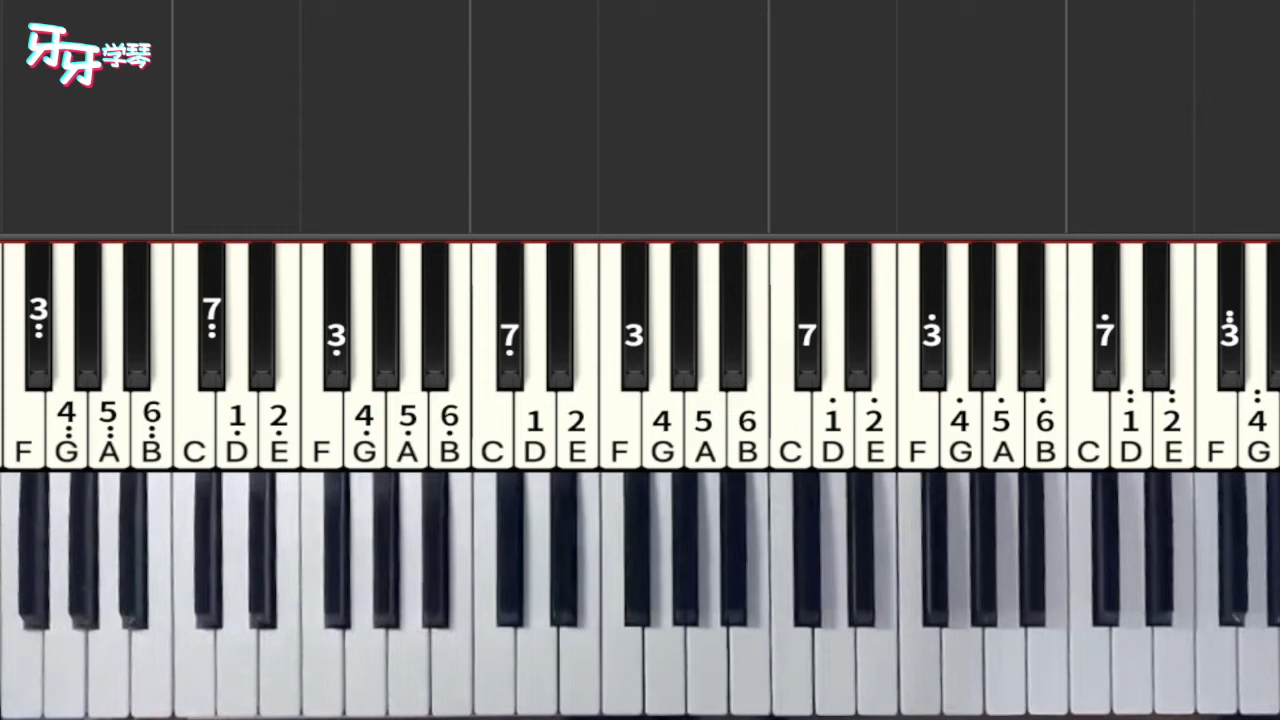 牙牙学琴
3 7 3 7 3 7 3 7 3
4 5 6 1 2 4 5 6 1 2 4 5 6 1 2 4 5 6 1 2 4
F G A B C D E F G A B C D E F G A B C D E F G A B C D E F G